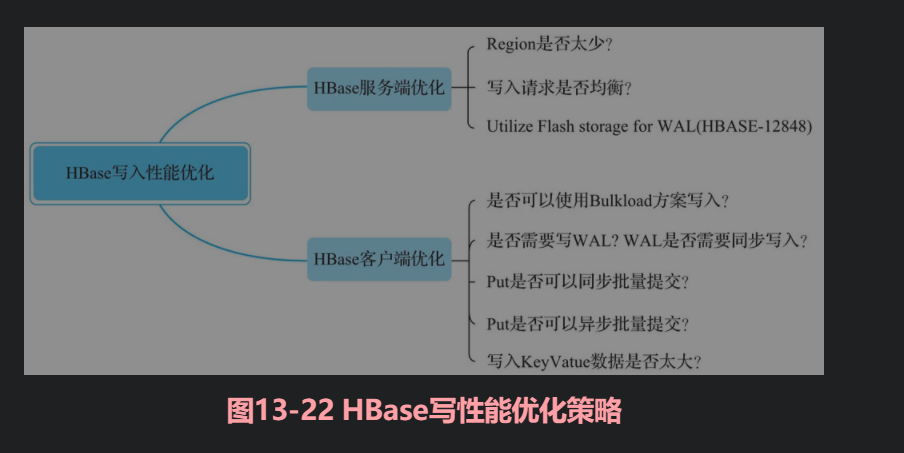 HBase写入性能优化
HBase服务端优化
Region是否太少?
写入请求是否均衡?
Utilize Flash storage for WAL(HBASE-12848)
HBase客户端优化
是否可以使用Bulkload方案写入?
是否需要写WAL? WAL是否需要同步写入?
Put是否可以同步批量提交?
Put是否可以异步批量提交?
写入KeyVatue数据是否太大?
图13-22 HBase写性能优化策略